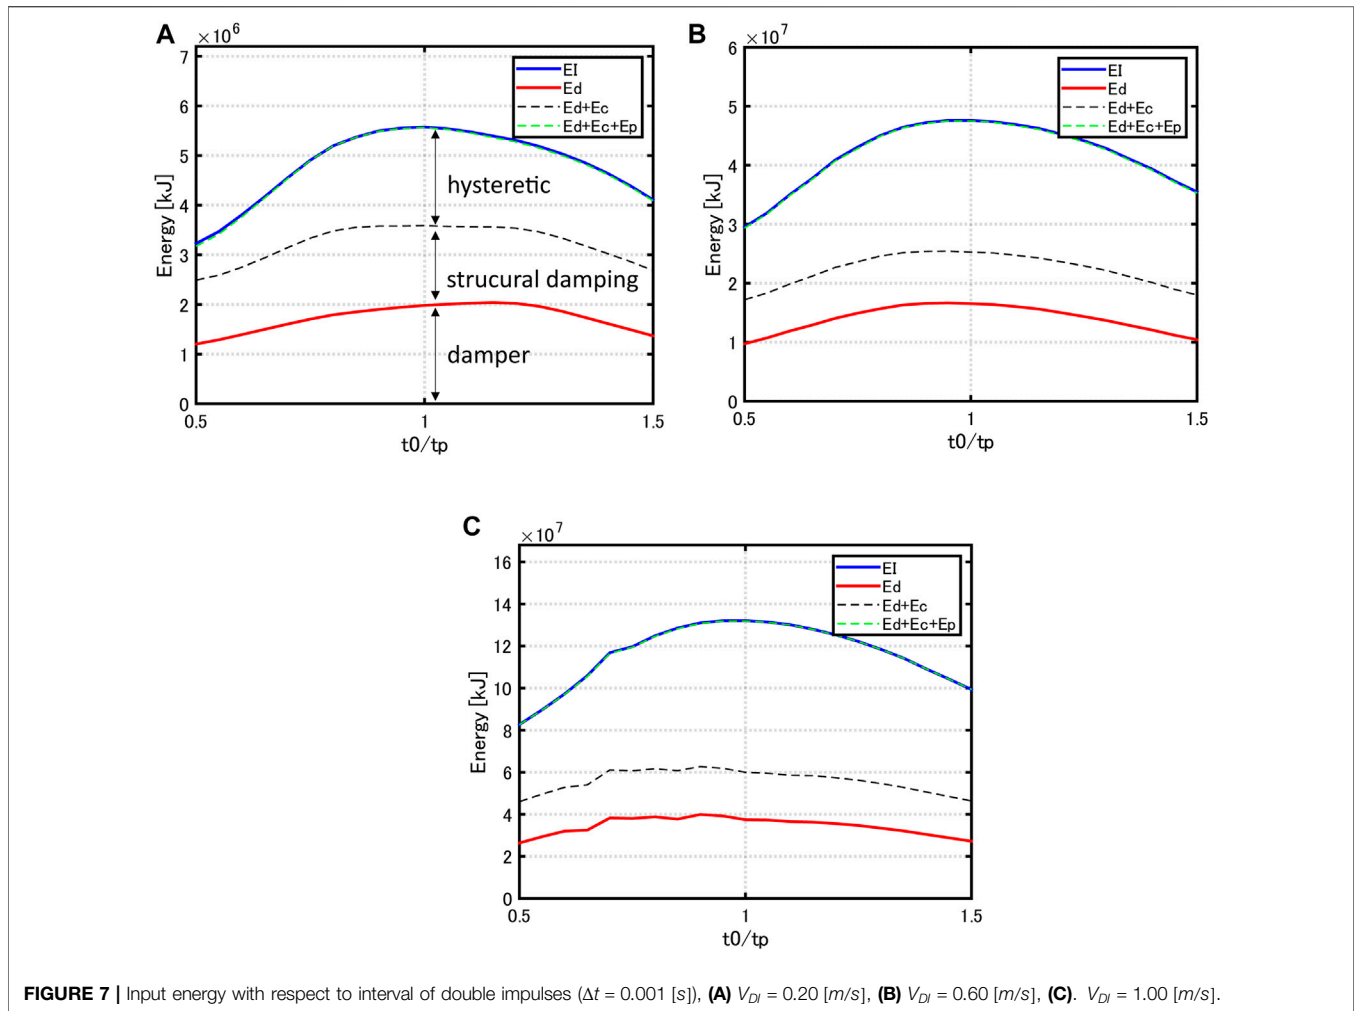 A
×10^6
7
6
5
4
3
2
1
0
Energy [kJ]
EI
Ed
Ed+Ec
Ed+Ec+Ep
hysteretic
strucural damping
damper
0.5
1
1.5
t0/tp
B
×10^7
6
5
4
3
2
1
0
Energy [kJ]
EI
Ed
Ed+Ec
Ed+Ec+Ep
0.5
1
1.5
t0/tp
C
×10^7
16
14
12
10
8
6
4
2
0
Energy [kJ]
EI
Ed
Ed+Ec
Ed+Ec+Ep
0.5
1
1.5
t0/tp
FIGURE 7 | Input energy with respect to interval of double impulses (Δt = 0.001 [s]), (A) V_DI = 0.20 [m/s], (B) V_DI = 0.60 [m/s], (C). V_DI = 1.00 [m/s].